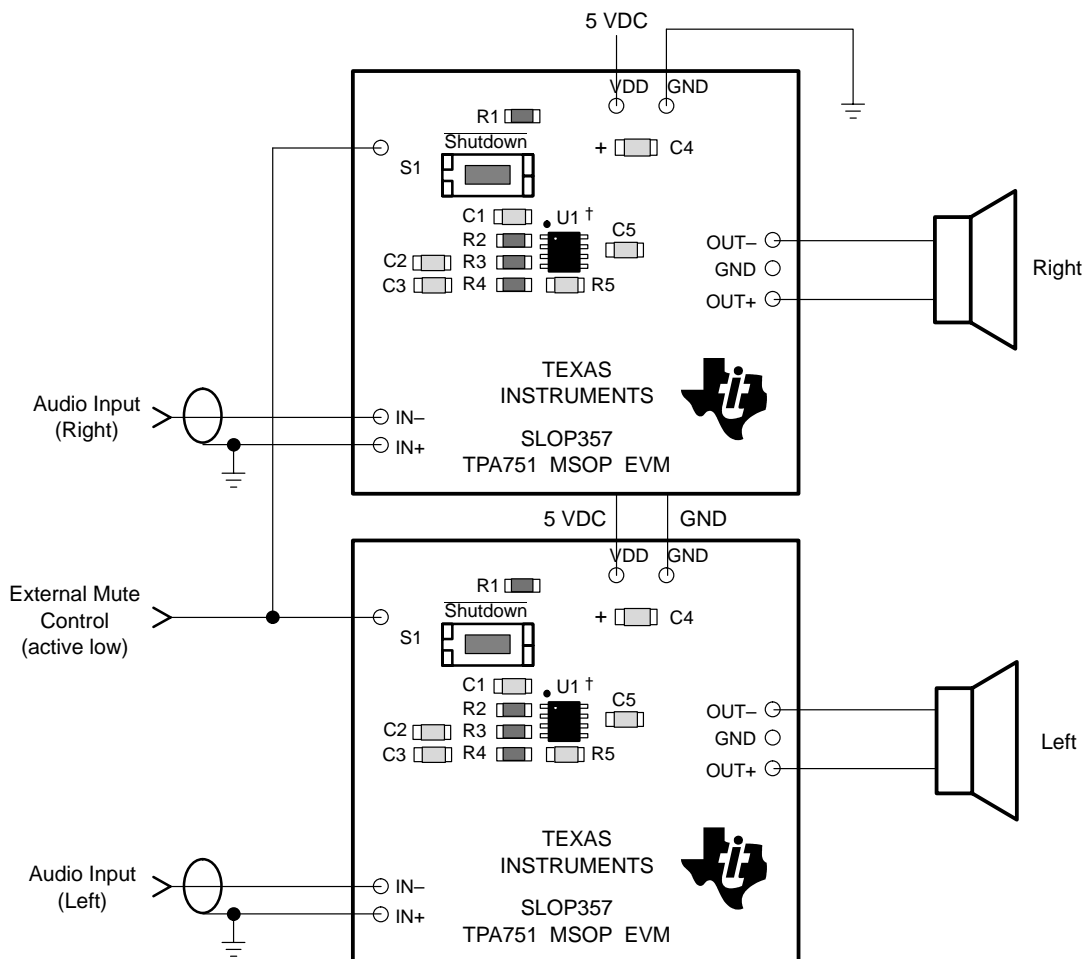 5 VDC
VDD GND
R1
Shutdown
+ C4
S1
C1 U1 †
R2 C5
C2 R3
C3 R4 R5
OUT–
GND
OUT+
Right
TEXAS
INSTRUMENTS
Audio Input
(Right)
IN–
IN+
SLOP357
TPA751 MSOP EVM
5 VDC GND
VDD GND
R1
Shutdown
+ C4
External Mute
Control
(active low)
S1
C1 U1 †
R2 C5
C2 R3
C3 R4 R5
OUT–
GND
OUT+
Left
TEXAS
INSTRUMENTS
Audio Input
(Left)
IN–
IN+
SLOP357
TPA751 MSOP EVM